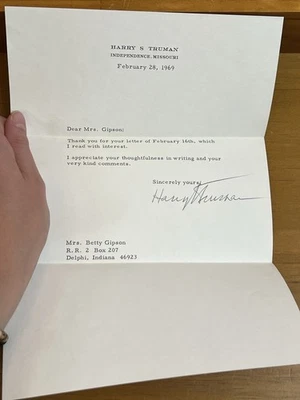 HARRY S TRUMAN
INDEPENDENCE, MISSOURI
February 28, 1969
Dear Mrs. Gipson:
Thank you for your letter of February 16th, which
I read with interest.
I appreciate your thoughtfulness in writing and your
very kind comments.
Sincerely yours,
Harry Truman
Mrs. Betty Gipson
R. R. 2 Box 207
Delphi, Indiana 46923